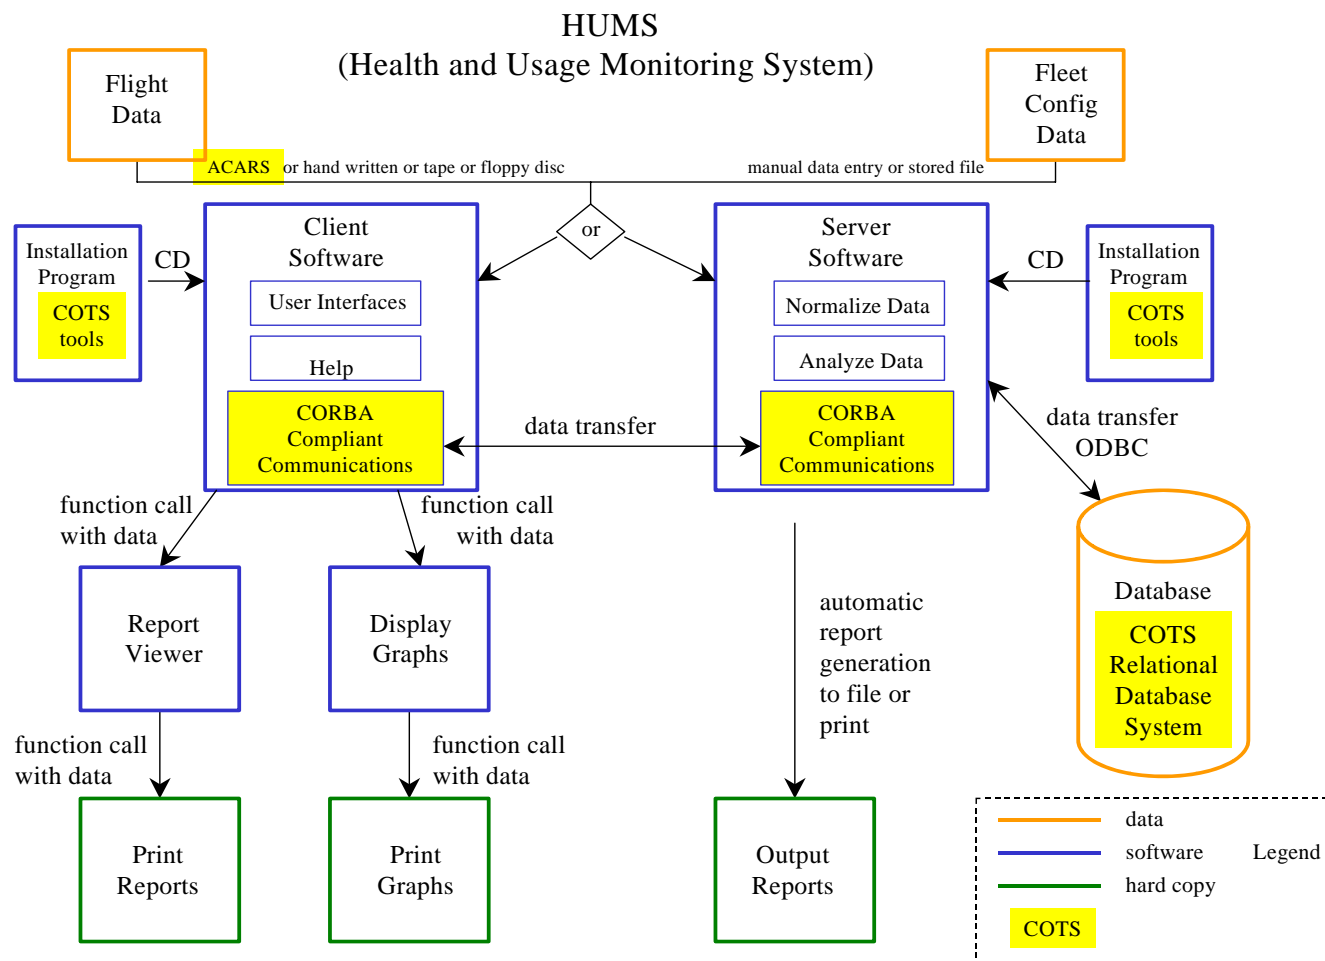 HUMS
(Health and Usage Monitoring System)
Flight
Data
Fleet
Config
Data
ACARS or hand written or tape or floppy disc
manual data entry or stored file
or
Installation
Program
COTS
tools
CD
Client
Software
User Interfaces
Help
CORBA
Compliant
Communications
data transfer
Server
Software
Normalize Data
Analyze Data
CORBA
Compliant
Communications
CD
Installation
Program
COTS
tools
data transfer
ODBC
function call
with data
function call
with data
Report
Viewer
Display
Graphs
automatic
report
generation
to file or
print
Database
COTS
Relational
Database
System
function call
with data
function call
with data
Print
Reports
Print
Graphs
Output
Reports
data
software
Legend
hard copy
COTS